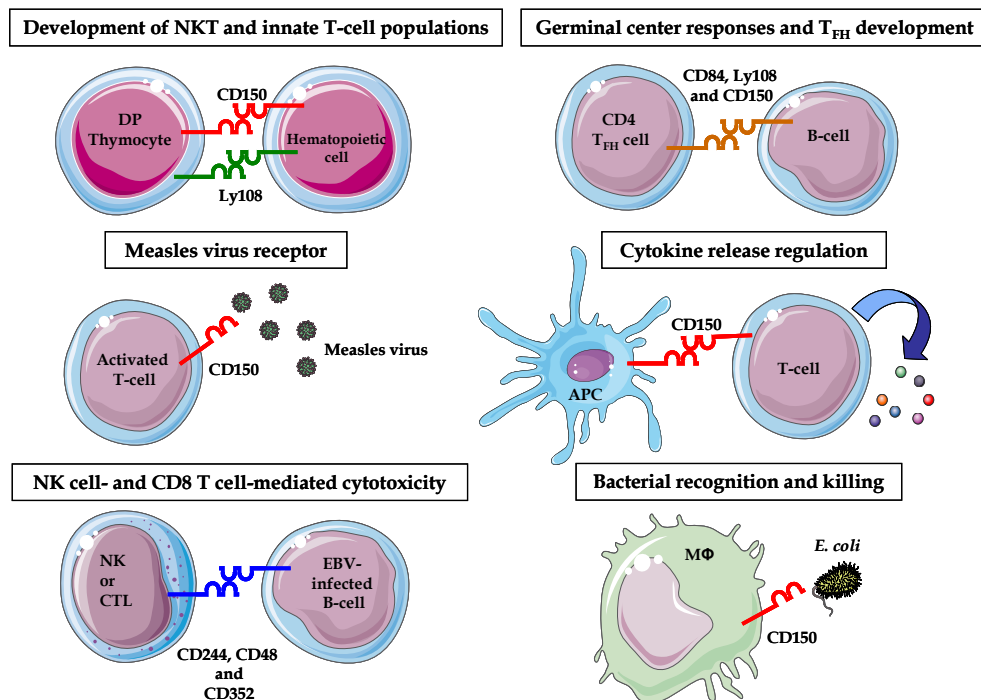 Development of NKT and innate T-cell populations
CD150
DP
Thymocyte
Hematopoietic
cell
Ly108
Germinal center responses and TFH development
CD84, Ly108
and CD150
CD4
TFH cell
B-cell
Measles virus receptor
Activated
T-cell
CD150
Measles virus
Cytokine release regulation
CD150
APC
T-cell
NK cell- and CD8 T cell-mediated cytotoxicity
NK
or
CTL
EBV-
infected
B-cell
CD244, CD48
and
CD352
Bacterial recognition and killing
MΦ
E. coli
CD150